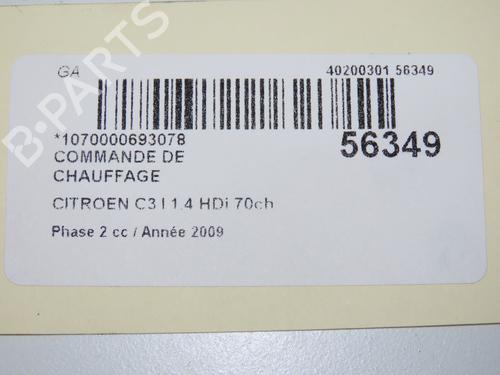 GA
40200301 56349
*1070000693078
56349
COMMANDE DE
CHAUFFAGE
CITROEN C3 I 1.4 HDi 70ch
Phase 2 cc / Année 2009
B-PARTS